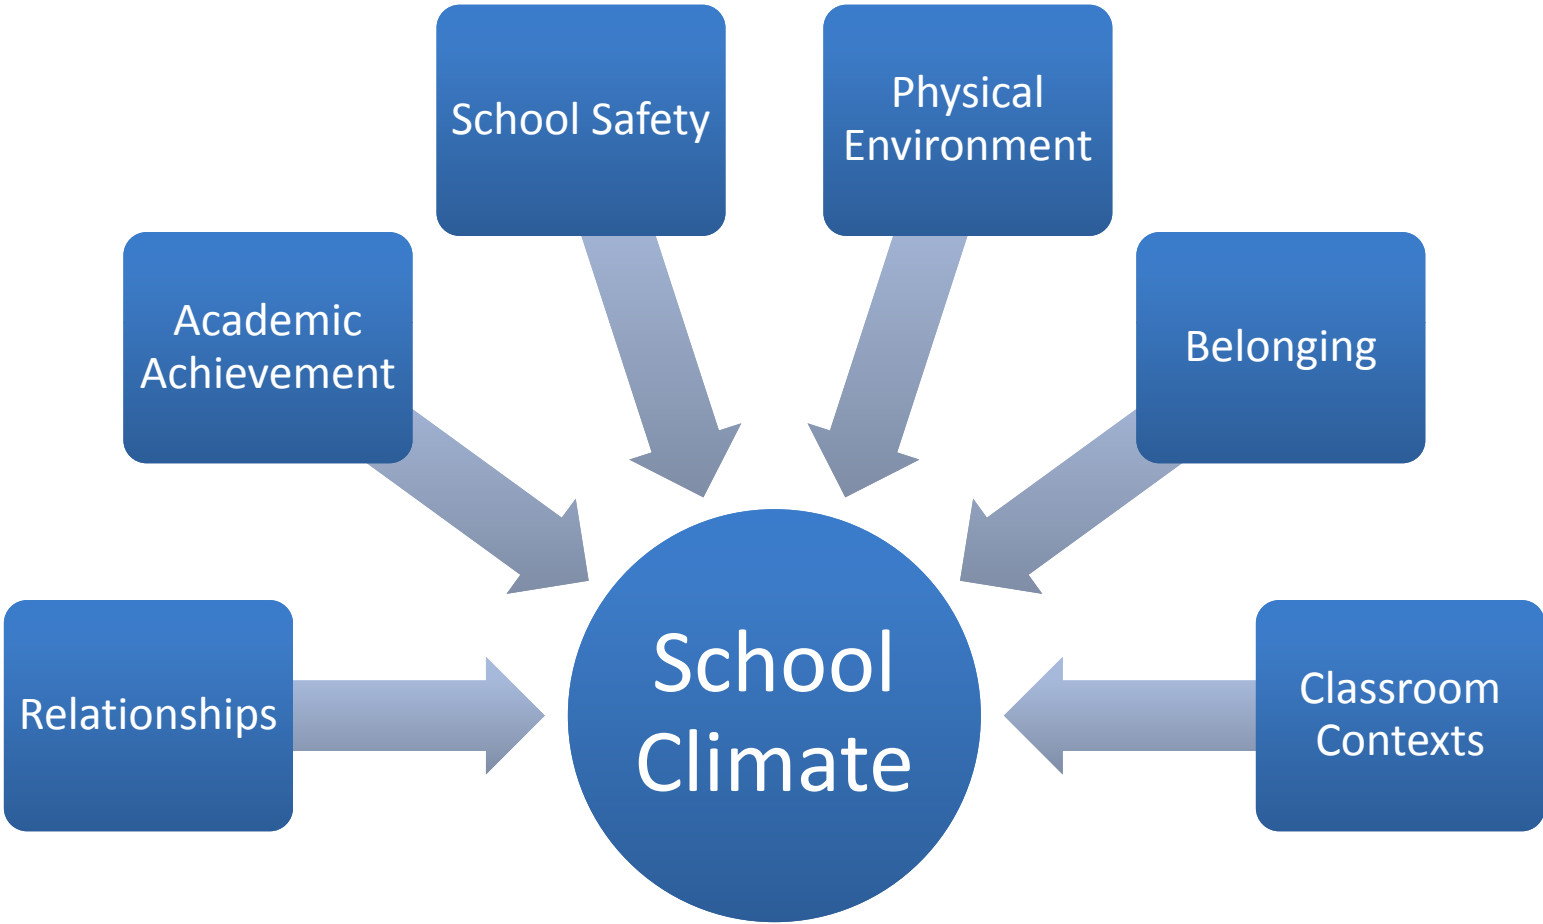 School Safety
Physical
Environment
Academic
Achievement
Belonging
Relationships
School
Climate
Classroom
Contexts